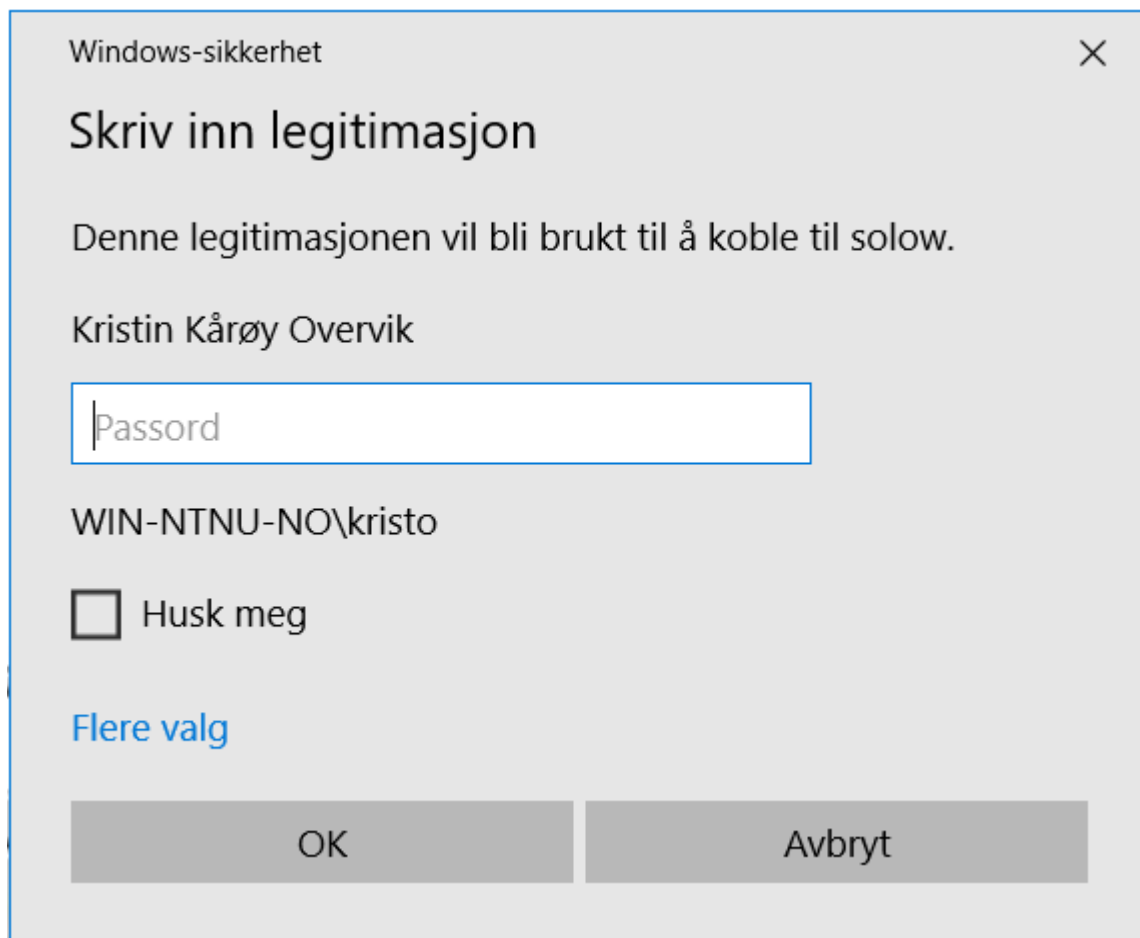 Windows-sikkerhet
Skriv inn legitimasjon
Denne legitimasjonen vil bli brukt til å koble til solow.
Kristin Kårøy Overvik
Passord
WIN-NTNU-NO\kristo
Husk meg
Flere valg
OK
Avbryt